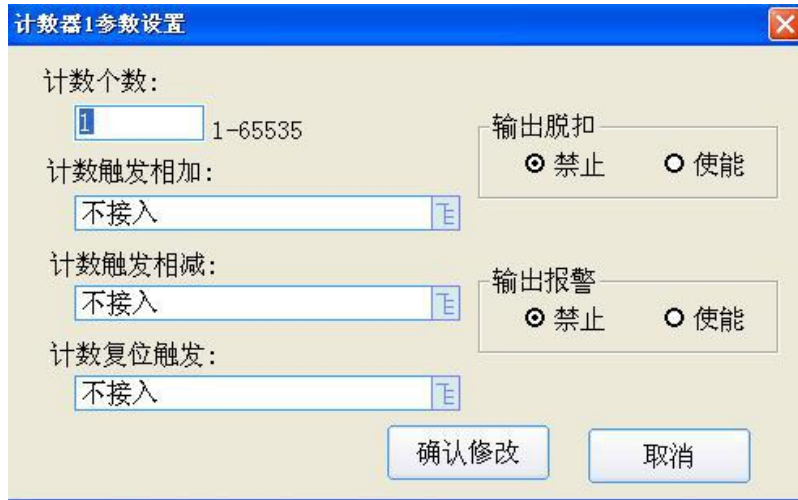 计数器1参数设置
计数个数:
1 1-65535
计数触发相加:
不接入
计数触发相减:
不接入
计数复位触发:
不接入
输出脱扣
禁止 使能
输出报警
禁止 使能
确认修改 取消